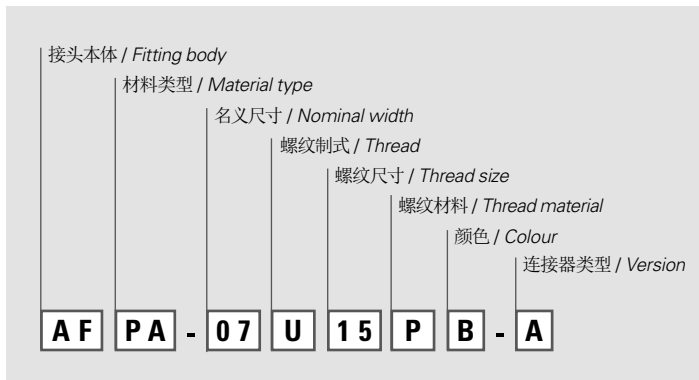 接头本体 / Fitting body
材料类型 / Material type
名义尺寸 / Nominal width
螺纹制式 / Thread
螺纹尺寸 / Thread size
螺纹材料 / Thread material
颜色 / Colour
连接器类型 / Version
AF PA - 07 U 15 P B - A